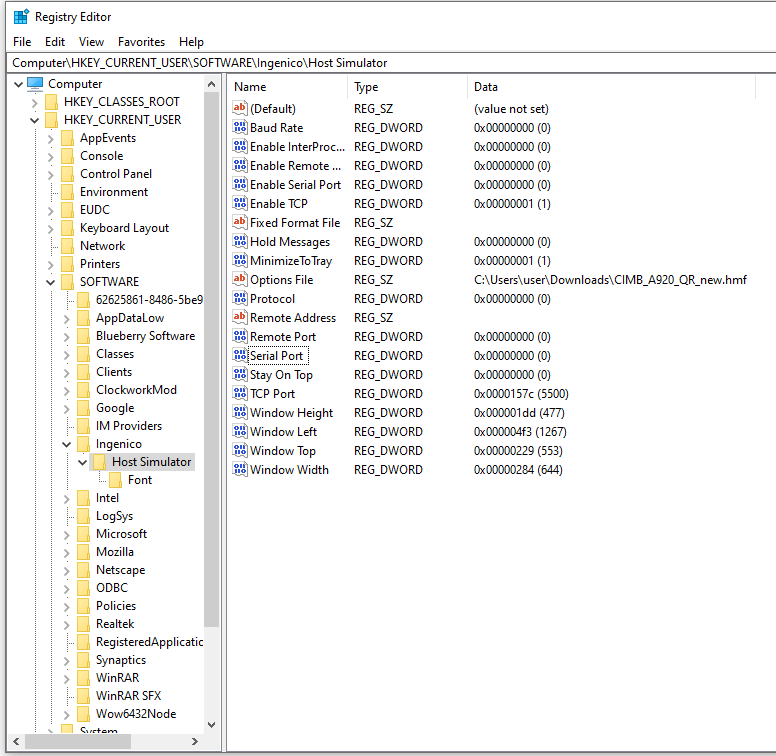 Registry Editor
File Edit View Favorites Help
Computer\HKEY_CURRENT_USER\SOFTWARE\Ingenico\Host Simulator
Computer
HKEY_CLASSES_ROOT
HKEY_CURRENT_USER
AppEvents
Console
Control Panel
Environment
EUDC
Keyboard Layout
Network
Printers
SOFTWARE
62625861-8486-5be9
AppDataLow
Blueberry Software
Classes
Clients
ClockworkMod
Google
IM Providers
Ingenico
Host Simulator
Font
Intel
LogSys
Microsoft
Mozilla
Netscape
ODBC
Policies
Realtek
RegisteredApplicatic
Synaptics
WinRAR
WinRAR SFX
Wow6432Node
System
Name Type Data
(Default) REG_SZ (value not set)
Baud Rate REG_DWORD 0x00000000 (0)
Enable InterProc... REG_DWORD 0x00000000 (0)
Enable Remote ... REG_DWORD 0x00000000 (0)
Enable Serial Port REG_DWORD 0x00000000 (0)
Enable TCP REG_DWORD 0x00000001 (1)
Fixed Format File REG_SZ
Hold Messages REG_DWORD 0x00000000 (0)
MinimizeToTray REG_DWORD 0x00000001 (1)
Options File REG_SZ C:\Users\user\Downloads\CIMB_A920_QR_new.hmf
Protocol REG_DWORD 0x00000000 (0)
Remote Address REG_SZ
Remote Port REG_DWORD 0x00000000 (0)
Serial Port REG_DWORD 0x00000000 (0)
Stay On Top REG_DWORD 0x00000000 (0)
TCP Port REG_DWORD 0x0000157c (5500)
Window Height REG_DWORD 0x000001dd (477)
Window Left REG_DWORD 0x000004f3 (1267)
Window Top REG_DWORD 0x00000229 (553)
Window Width REG_DWORD 0x00000284 (644)